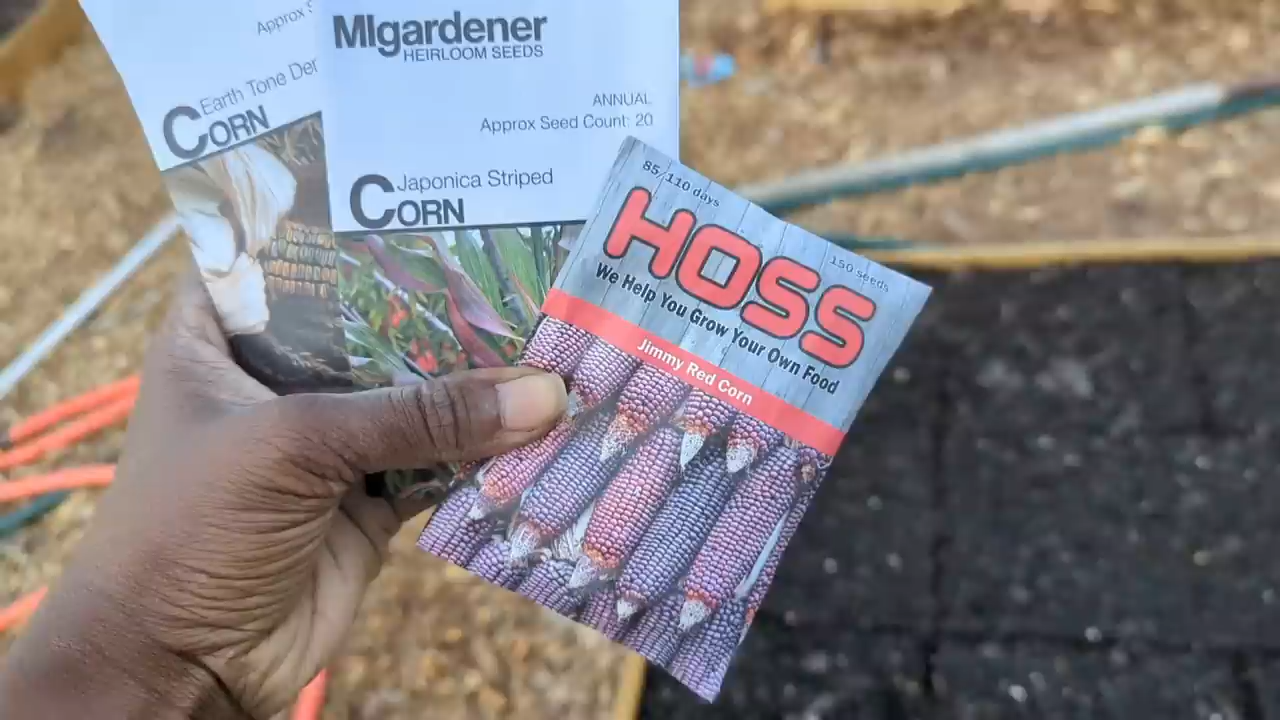 Approx
Earth Tone
CORN
MIgardener
HEIRLOOM SEEDS
ANNUAL
Approx Seed Count: 20
Japonica Striped
CORN
85/110 days
150 seeds
HOSS
We Help You Grow Your Own Food
Jimmy Red Corn